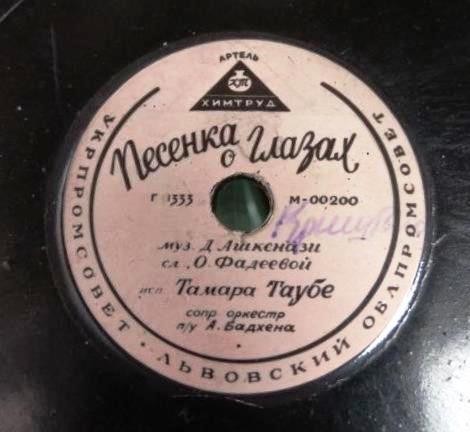 АРТЕЛЬ
ХТ
ХИМТРУД
УКРПРОМСОВЕТ · ЛЬВОВСКИЙ ОБЛПРОМСОВЕТ
Песенка
о глазах
г 1333 м-00200
муз. Д. Ашкенази
сл. О. Фадеевой
исп. Тамара Таубе
сопр оркестр
п/у А. Бадхена